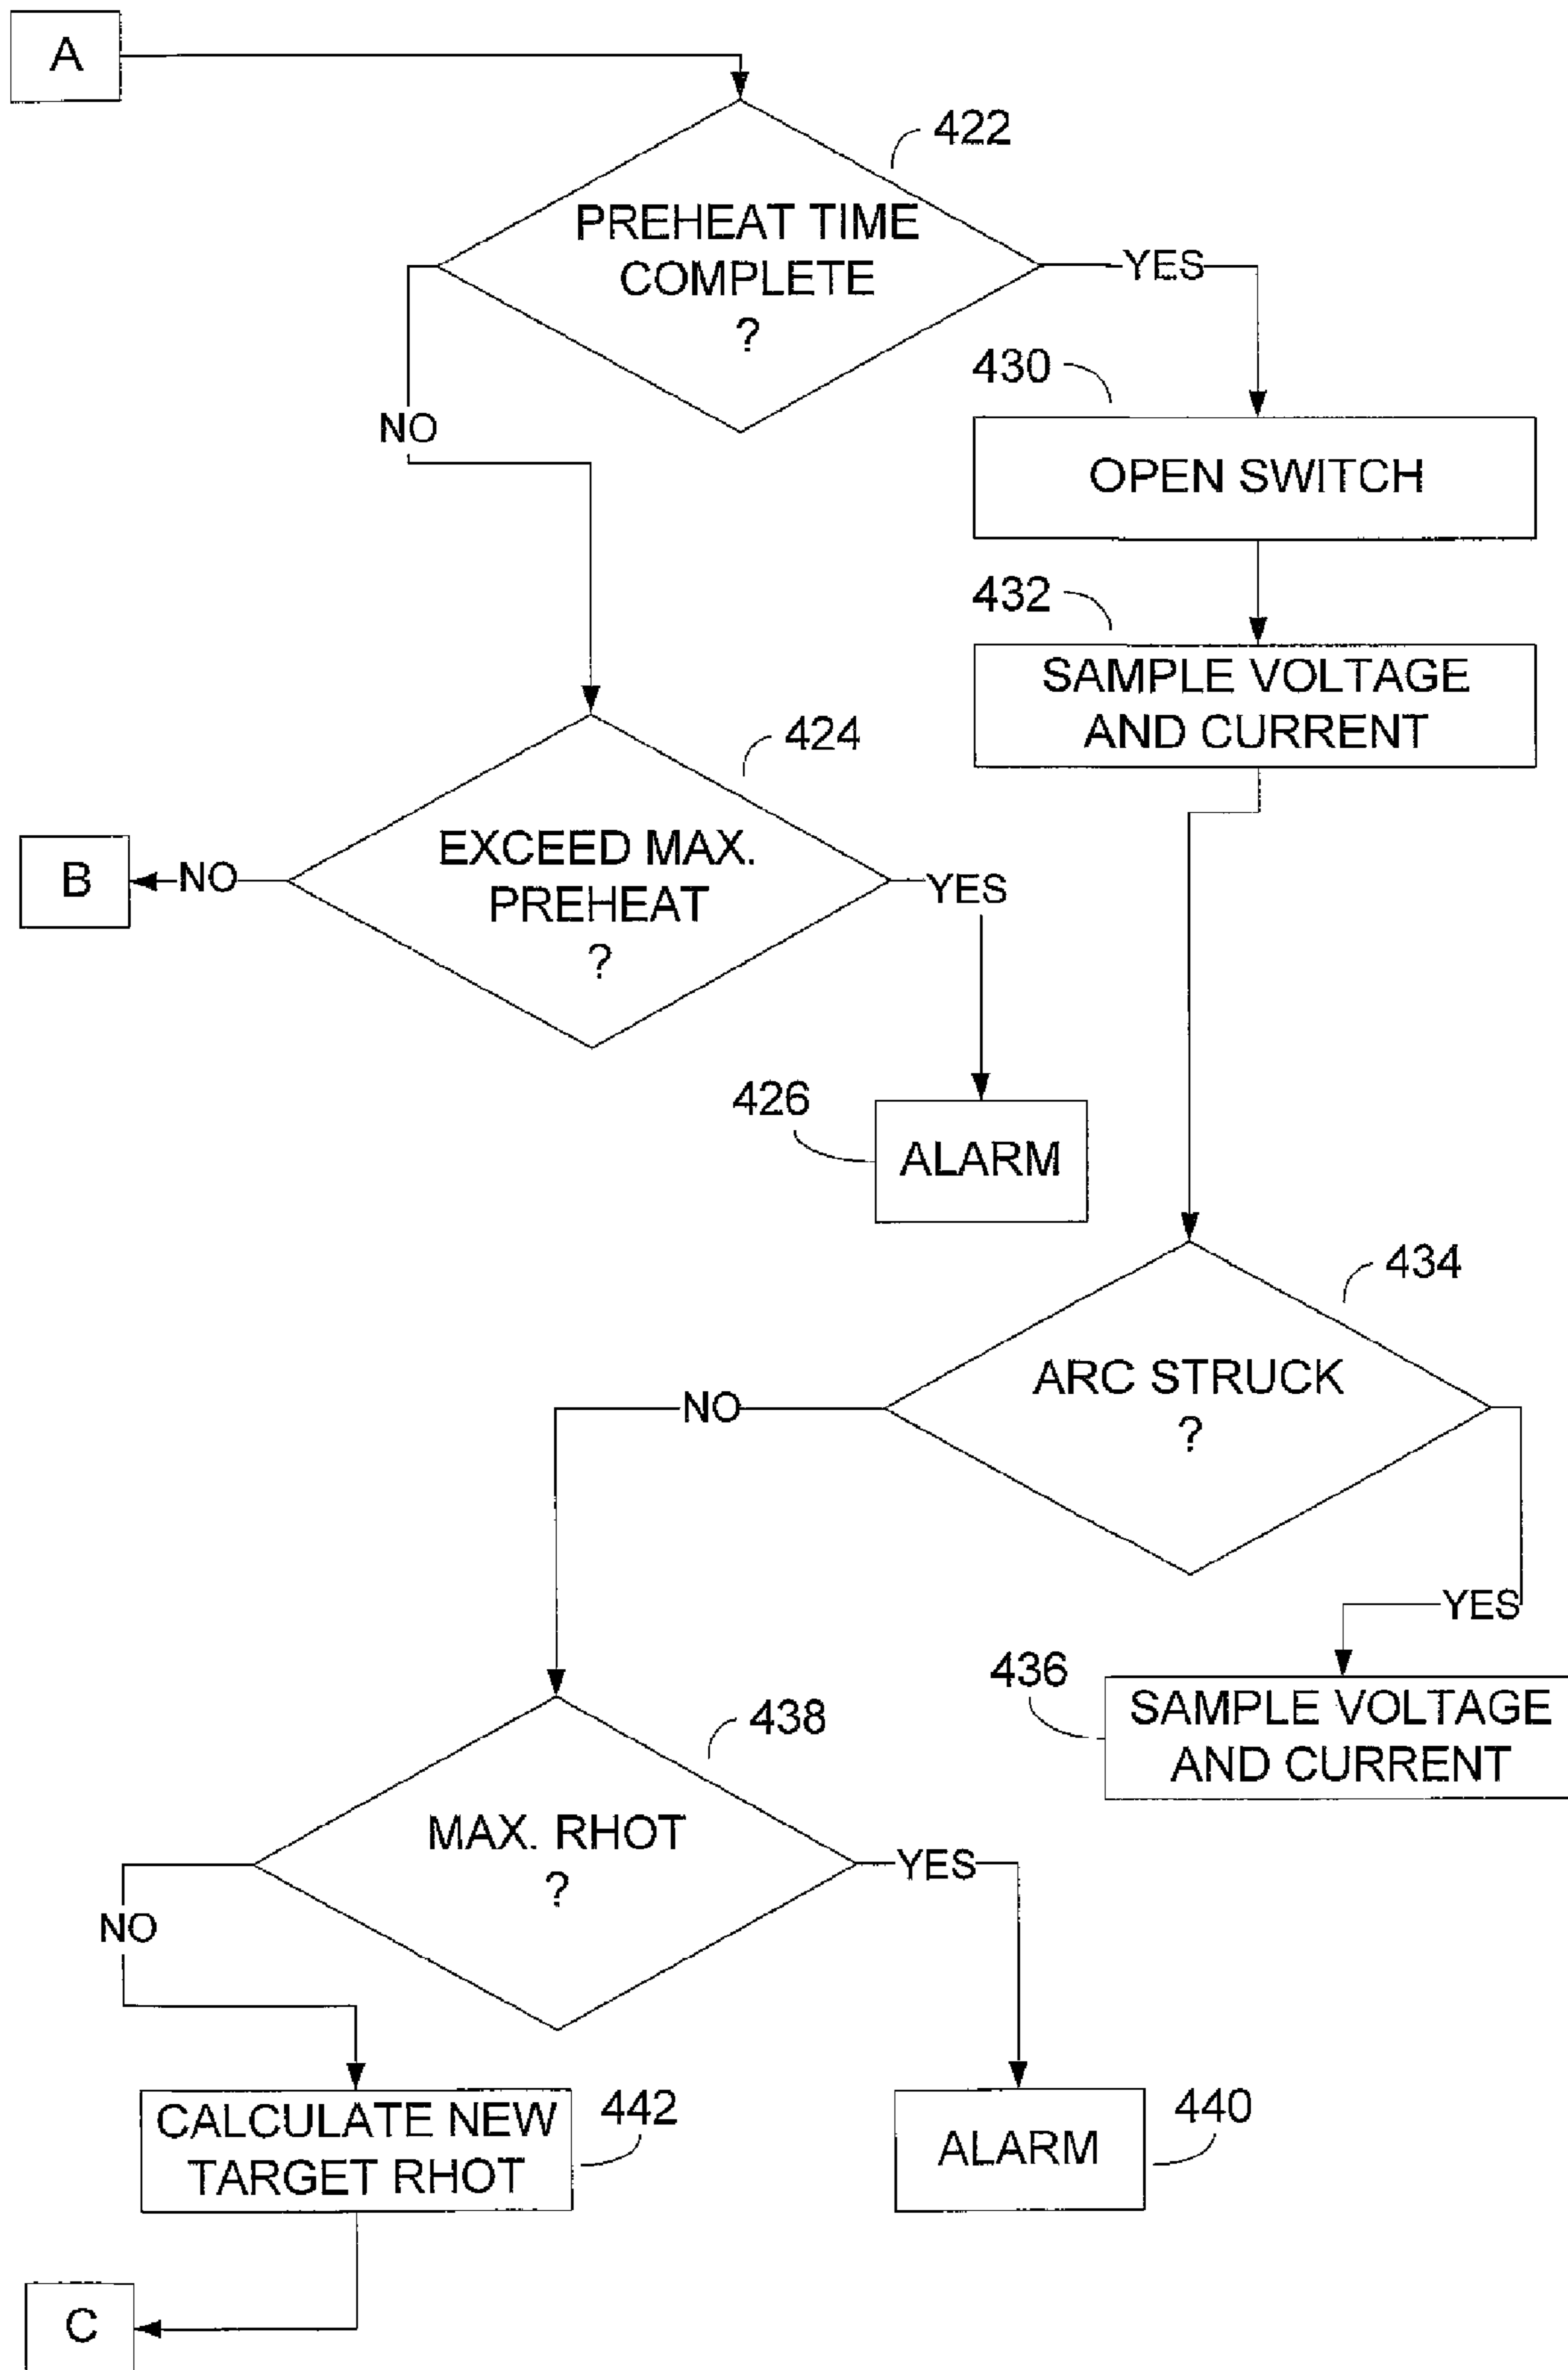 A
422
PREHEAT TIME
COMPLETE
?
YES
NO
430
OPEN SWITCH
432
SAMPLE VOLTAGE
AND CURRENT
424
EXCEED MAX.
PREHEAT
?
NO
B
YES
426
ALARM
434
ARC STRUCK
?
NO
YES
436
SAMPLE VOLTAGE
AND CURRENT
438
MAX. RHOT
?
YES
NO
442
CALCULATE NEW
TARGET RHOT
440
ALARM
C